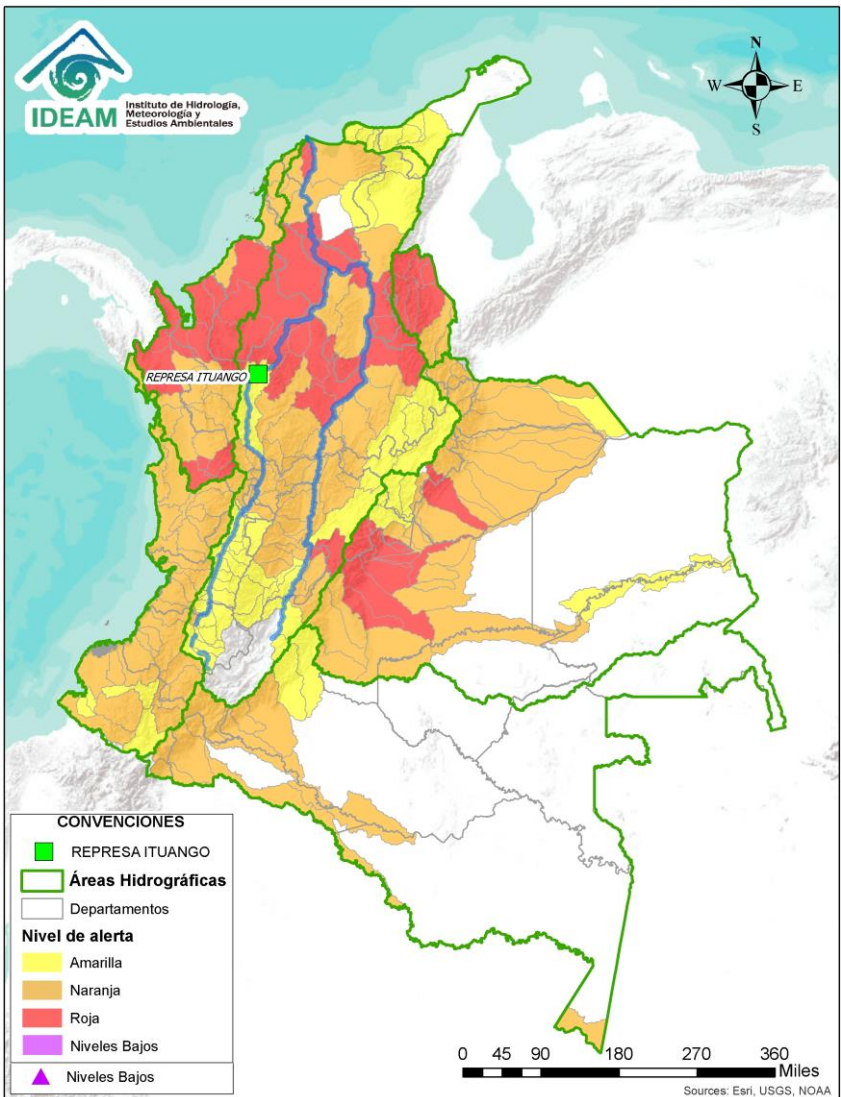 IDEAM
Instituto de Hidrología,
Meteorología y
Estudios Ambientales
N
W
E
S
REPRESA ITUANGO
CONVENCIONES
REPRESA ITUANGO
Áreas Hidrográficas
Departamentos
Nivel de alerta
Amarilla
Naranja
Roja
Niveles Bajos
Niveles Bajos
0 45 90 180 270 360
Miles
Sources: Esri, USGS, NOAA